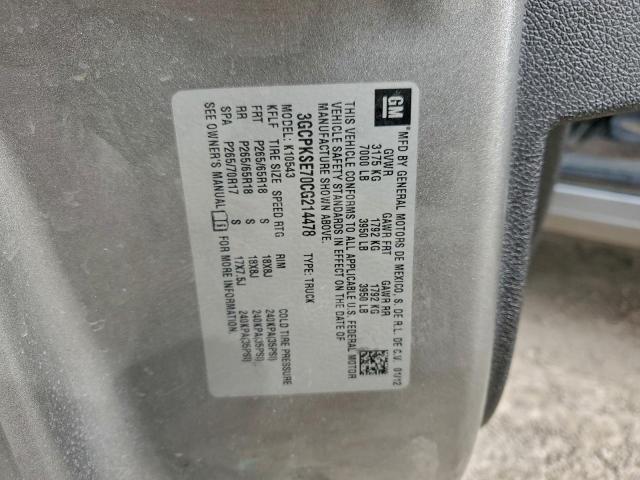 GM
MFD BY GENERAL MOTORS DE MEXICO, S. DE R.L. DE C.V. 01/12
GVWR GAWR FRT GAWR RR
3175 KG 1792 KG 1792 KG
7000 LB 3950 LB 3950 LB
THIS VEHICLE CONFORMS TO ALL APPLICABLE U.S. FEDERAL MOTOR
VEHICLE SAFETY STANDARDS IN EFFECT ON THE DATE OF
MANUFACTURE SHOWN ABOVE.
3GCPKSE70CG214478 TYPE: TRUCK
MODEL: K10543
KFLF TIRE SIZE SPEED RTG RIM COLD TIRE PRESSURE
FRT P265/65R18 S 18X8J 240KPA(35PSI)
RR P265/65R18 S 18X8J 240KPA(35PSI)
SPA P265/70R17 S 17X7.5J 240KPA(35PSI)
SEE OWNER'S MANUAL FOR MORE INFORMATION.